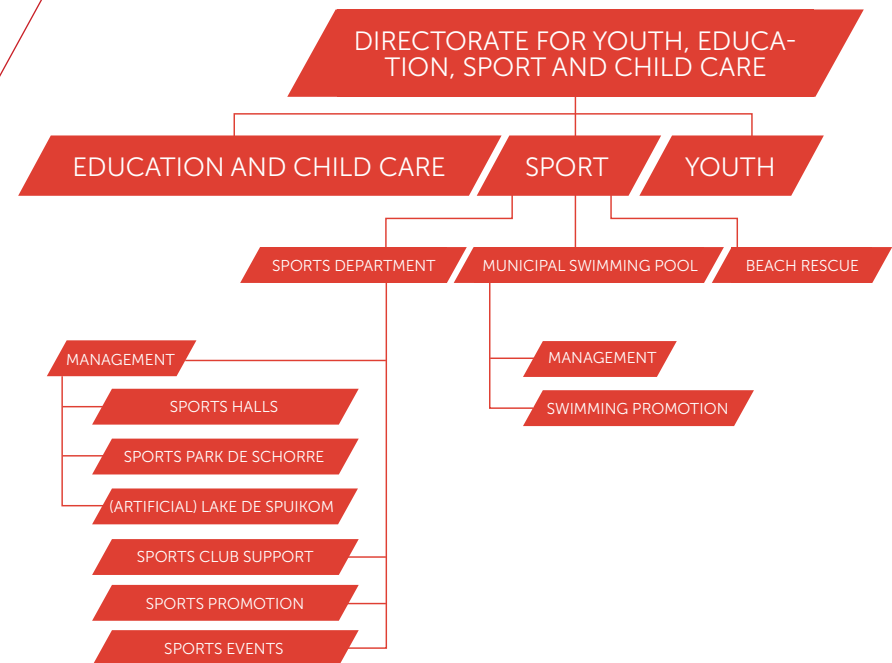 DIRECTORATE FOR YOUTH, EDUCA-
TION, SPORT AND CHILD CARE
EDUCATION AND CHILD CARE
SPORT
YOUTH
SPORTS DEPARTMENT
MUNICIPAL SWIMMING POOL
BEACH RESCUE
MANAGEMENT
SPORTS HALLS
SPORTS PARK DE SCHORRE
(ARTIFICIAL) LAKE DE SPUIKOM
SPORTS CLUB SUPPORT
SPORTS PROMOTION
SPORTS EVENTS
MANAGEMENT
SWIMMING PROMOTION